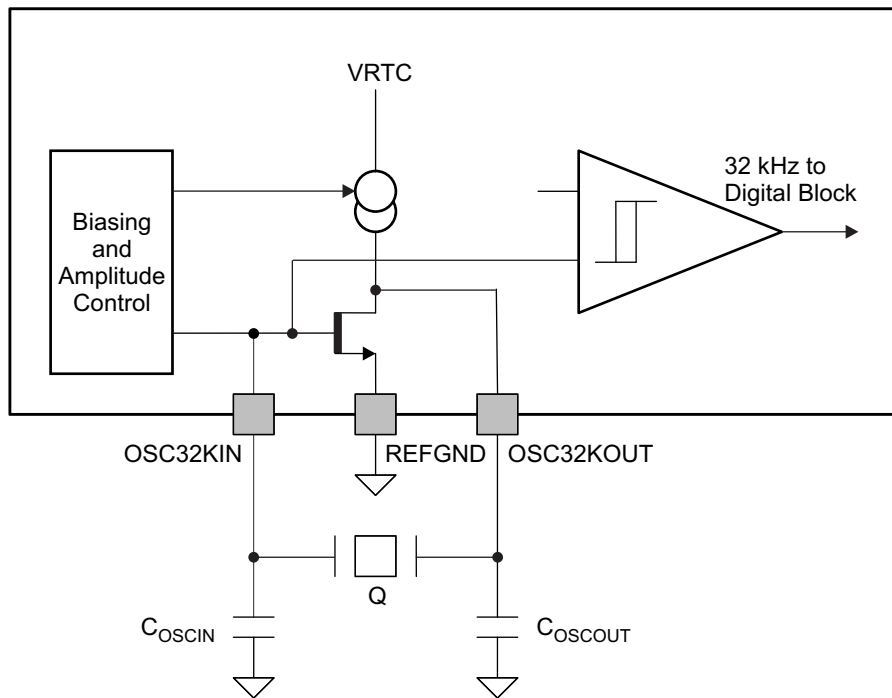 VRTC
32 kHz to
Digital Block
Biasing
and
Amplitude
Control
OSC32KIN
REFGND
OSC32KOUT
Q
COSCIN
COSCOUT